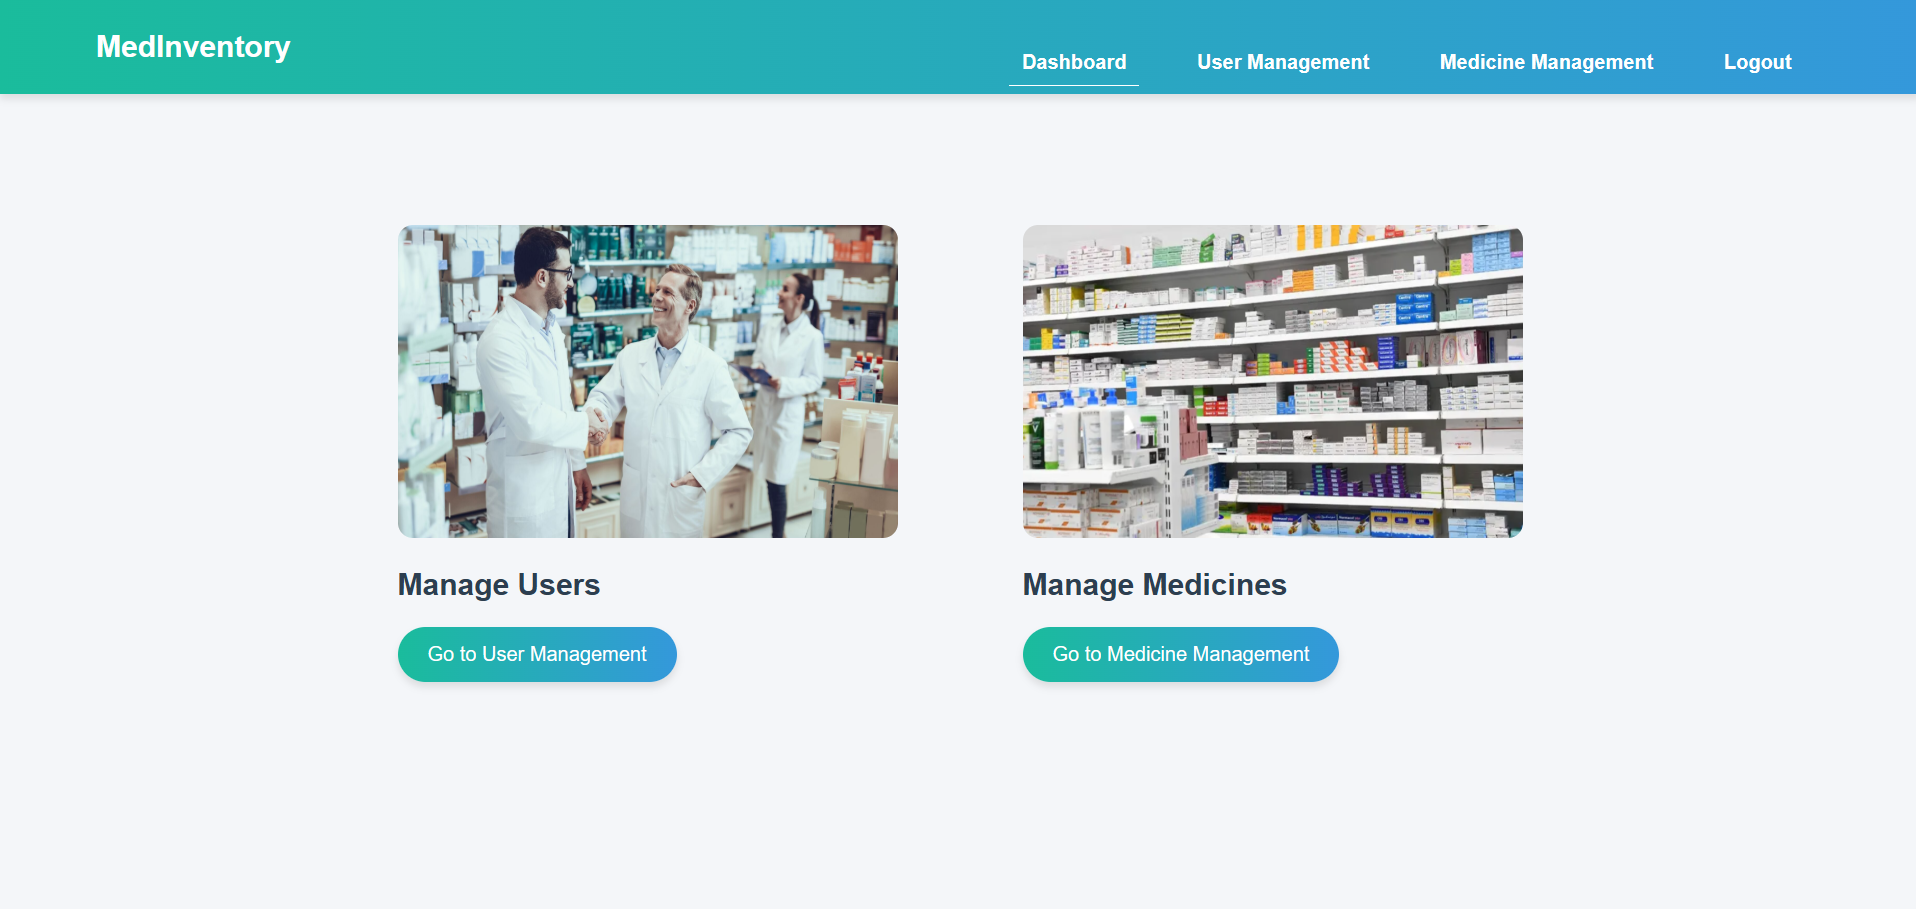 MedInventory
Dashboard
User Management
Medicine Management
Logout
Manage Users
Go to User Management
Manage Medicines
Go to Medicine Management